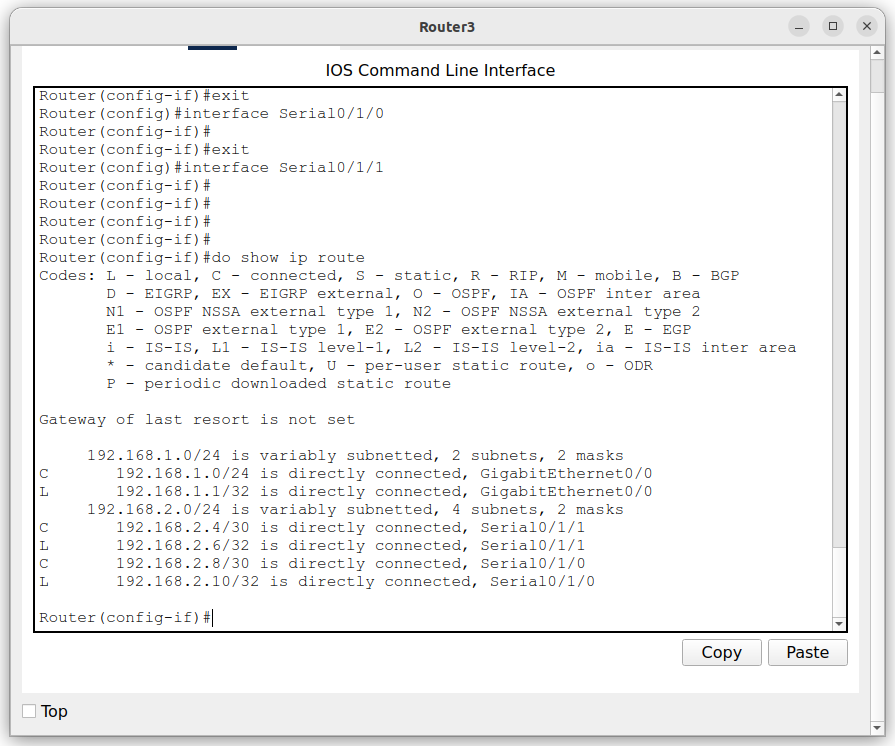 Router3
IOS Command Line Interface
Router(config-if)#exit
Router(config)#interface Serial0/1/0
Router(config-if)#
Router(config-if)#exit
Router(config)#interface Serial0/1/1
Router(config-if)#
Router(config-if)#
Router(config-if)#
Router(config-if)#
Router(config-if)#do show ip route
Codes: L - local, C - connected, S - static, R - RIP, M - mobile, B - BGP
       D - EIGRP, EX - EIGRP external, O - OSPF, IA - OSPF inter area
       N1 - OSPF NSSA external type 1, N2 - OSPF NSSA external type 2
       E1 - OSPF external type 1, E2 - OSPF external type 2, E - EGP
       i - IS-IS, L1 - IS-IS level-1, L2 - IS-IS level-2, ia - IS-IS inter area
       * - candidate default, U - per-user static route, o - ODR
       P - periodic downloaded static route
Gateway of last resort is not set
     192.168.1.0/24 is variably subnetted, 2 subnets, 2 masks
C       192.168.1.0/24 is directly connected, GigabitEthernet0/0
L       192.168.1.1/32 is directly connected, GigabitEthernet0/0
     192.168.2.0/24 is variably subnetted, 4 subnets, 2 masks
C       192.168.2.4/30 is directly connected, Serial0/1/1
L       192.168.2.6/32 is directly connected, Serial0/1/1
C       192.168.2.8/30 is directly connected, Serial0/1/0
L       192.168.2.10/32 is directly connected, Serial0/1/0
Router(config-if)#
Copy
Paste
Top